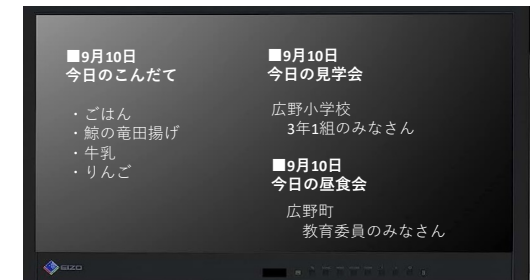 ■9月10日
今日のこんだて
・ごはん
・鯨の竜田揚げ
・牛乳
・りんご
■9月10日
今日の見学会
広野小学校
3年1組のみなさん
■9月10日
今日の昼食会
広野町
教育委員のみなさん
EIZO